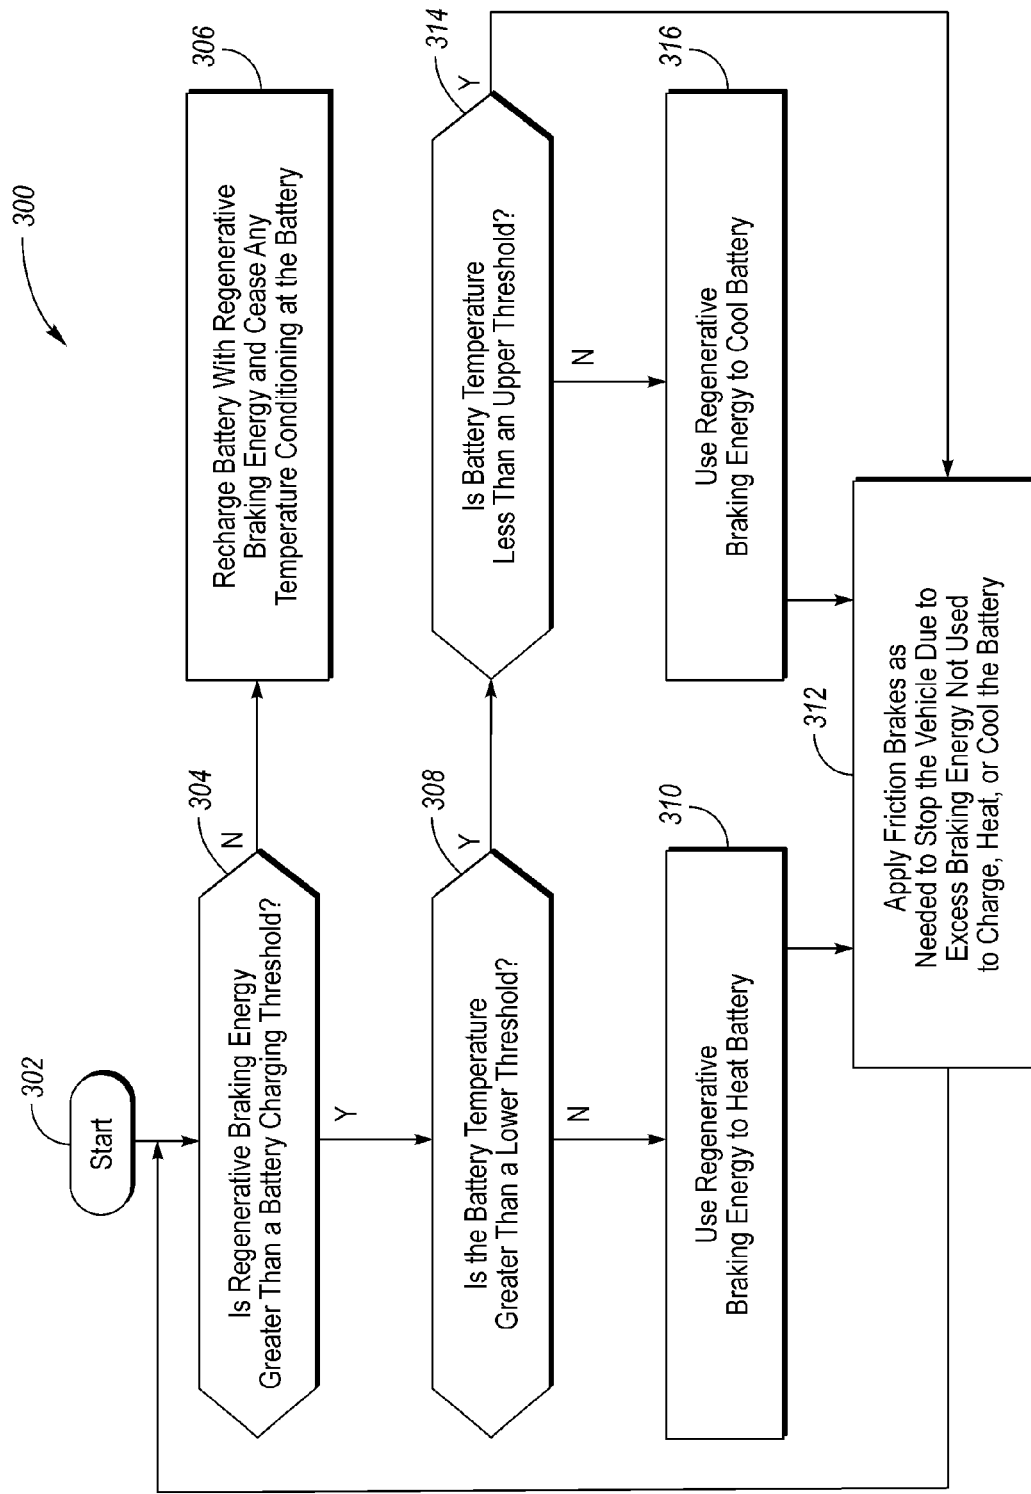 300
302
Start
304
Is Regenerative Braking Energy
Greater Than a Battery Charging Threshold?
N
Y
306
Recharge Battery With Regenerative
Braking Energy and Cease Any
Temperature Conditioning at the Battery
308
Is the Battery Temperature
Greater Than a Lower Threshold?
Y
N
314
Is Battery Temperature
Less Than an Upper Threshold?
Y
N
310
Use Regenerative
Braking Energy to Heat Battery
316
Use Regenerative
Braking Energy to Cool Battery
312
Apply Friction Brakes as
Needed to Stop the Vehicle Due to
Excess Braking Energy Not Used
to Charge, Heat, or Cool the Battery